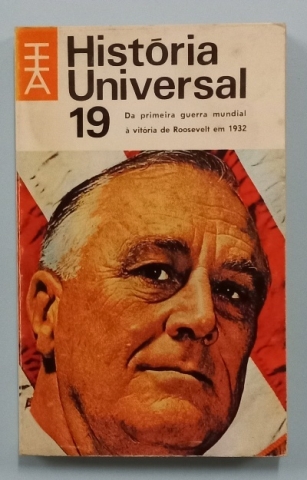 História
Universal
19
Da primeira guerra mundial
à vitória de Roosevelt em 1932